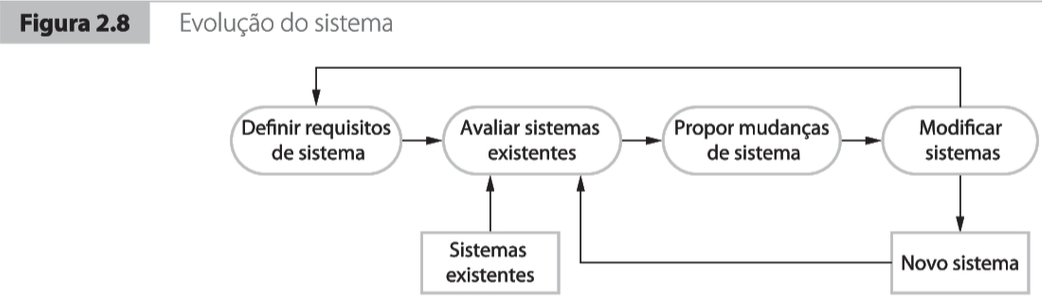 Figura 2.8 Evolução do sistema
Definir requisitos
de sistema
Avaliar sistemas
existentes
Propor mudanças
de sistema
Modificar
sistemas
Sistemas
existentes
Novo sistema